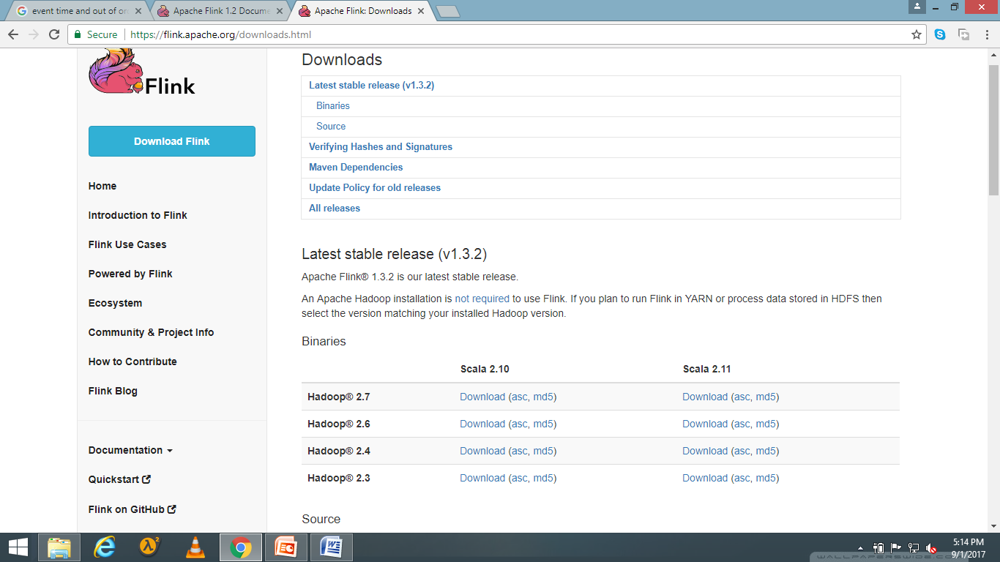 event time and out of or
Apache Flink 1.2 Docume
Apache Flink: Downloads
Secure
https://flink.apache.org/downloads.html
Flink
Download Flink
Home
Introduction to Flink
Flink Use Cases
Powered by Flink
Ecosystem
Community & Project Info
How to Contribute
Flink Blog
Documentation
Quickstart
Flink on GitHub
Downloads
Latest stable release (v1.3.2)
Binaries
Source
Verifying Hashes and Signatures
Maven Dependencies
Update Policy for old releases
All releases
Latest stable release (v1.3.2)
Apache Flink® 1.3.2 is our latest stable release.
An Apache Hadoop installation is not required to use Flink. If you plan to run Flink in YARN or process data stored in HDFS then
select the version matching your installed Hadoop version.
Binaries
Scala 2.10 Scala 2.11
Hadoop® 2.7 Download (asc, md5) Download (asc, md5)
Hadoop® 2.6 Download (asc, md5) Download (asc, md5)
Hadoop® 2.4 Download (asc, md5) Download (asc, md5)
Hadoop® 2.3 Download (asc, md5) Download (asc, md5)
Source
5:14 PM
9/1/2017